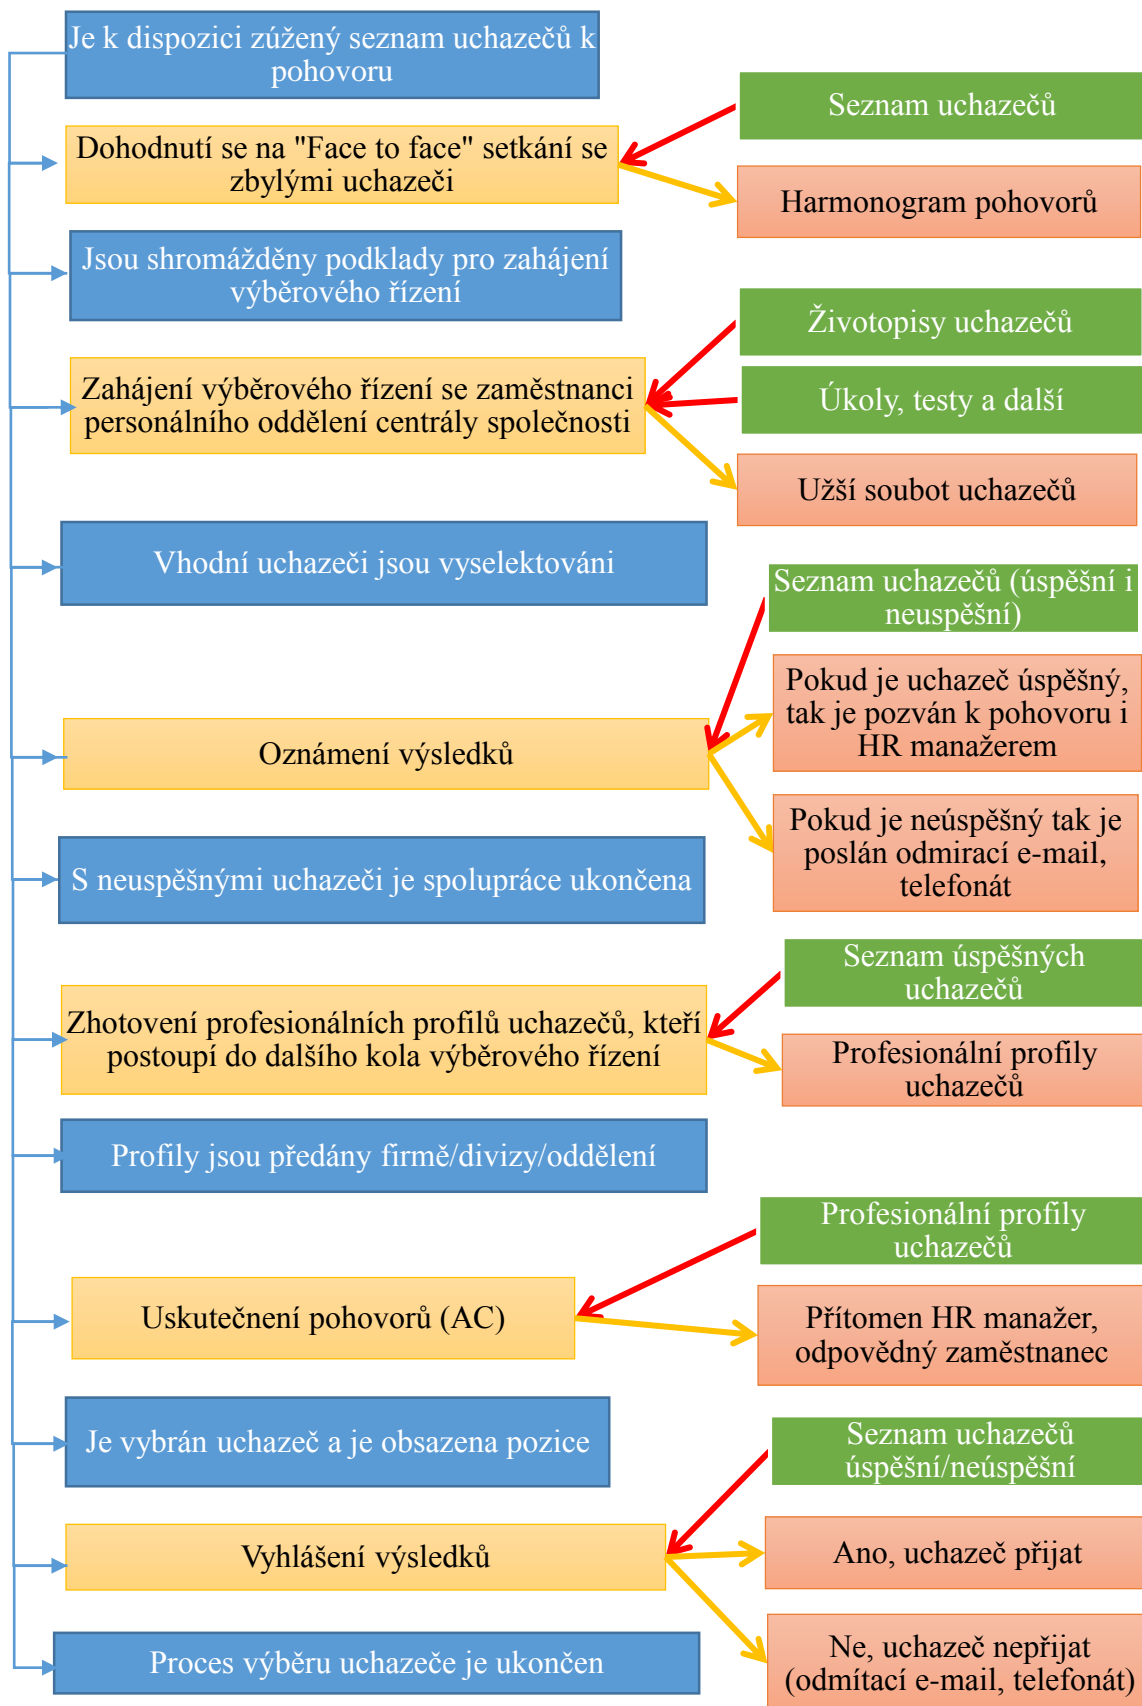 Je k dispozici zúžený seznam uchazečů k
pohovoru
Seznam uchazečů
Dohodnutí se na "Face to face" setkání se
zbylými uchazeči
Harmonogram pohovorů
Jsou shromážděny podklady pro zahájení
výběrového řízení
Životopisy uchazečů
Zahájení výběrového řízení se zaměstnanci
personálního oddělení centrály společnosti
Úkoly, testy a další
Užší soubot uchazečů
Vhodní uchazeči jsou vyselektováni
Seznam uchazečů (úspěšní i
neuspěšní)
Pokud je uchazeč úspěšný,
tak je pozván k pohovoru i
HR manažerem
Oznámení výsledků
Pokud je neúspěšný tak je
poslán odmirací e-mail,
telefonát
S neuspěšnými uchazeči je spolupráce ukončena
Seznam úspěšných
uchazečů
Zhotovení profesionálních profilů uchazečů, kteří
postoupí do dalšího kola výběrového řízení
Profesionální profily
uchazečů
Profily jsou předány firmě/divizy/oddělení
Profesionální profily
uchazečů
Uskutečnení pohovorů (AC)
Přítomen HR manažer,
odpovědný zaměstnanec
Je vybrán uchazeč a je obsazena pozice
Seznam uchazečů
úspěšní/neúspěšní
Vyhlášení výsledků
Ano, uchazeč přijat
Ne, uchazeč nepřijat
(odmítací e-mail, telefonát)
Proces výběru uchazeče je ukončen